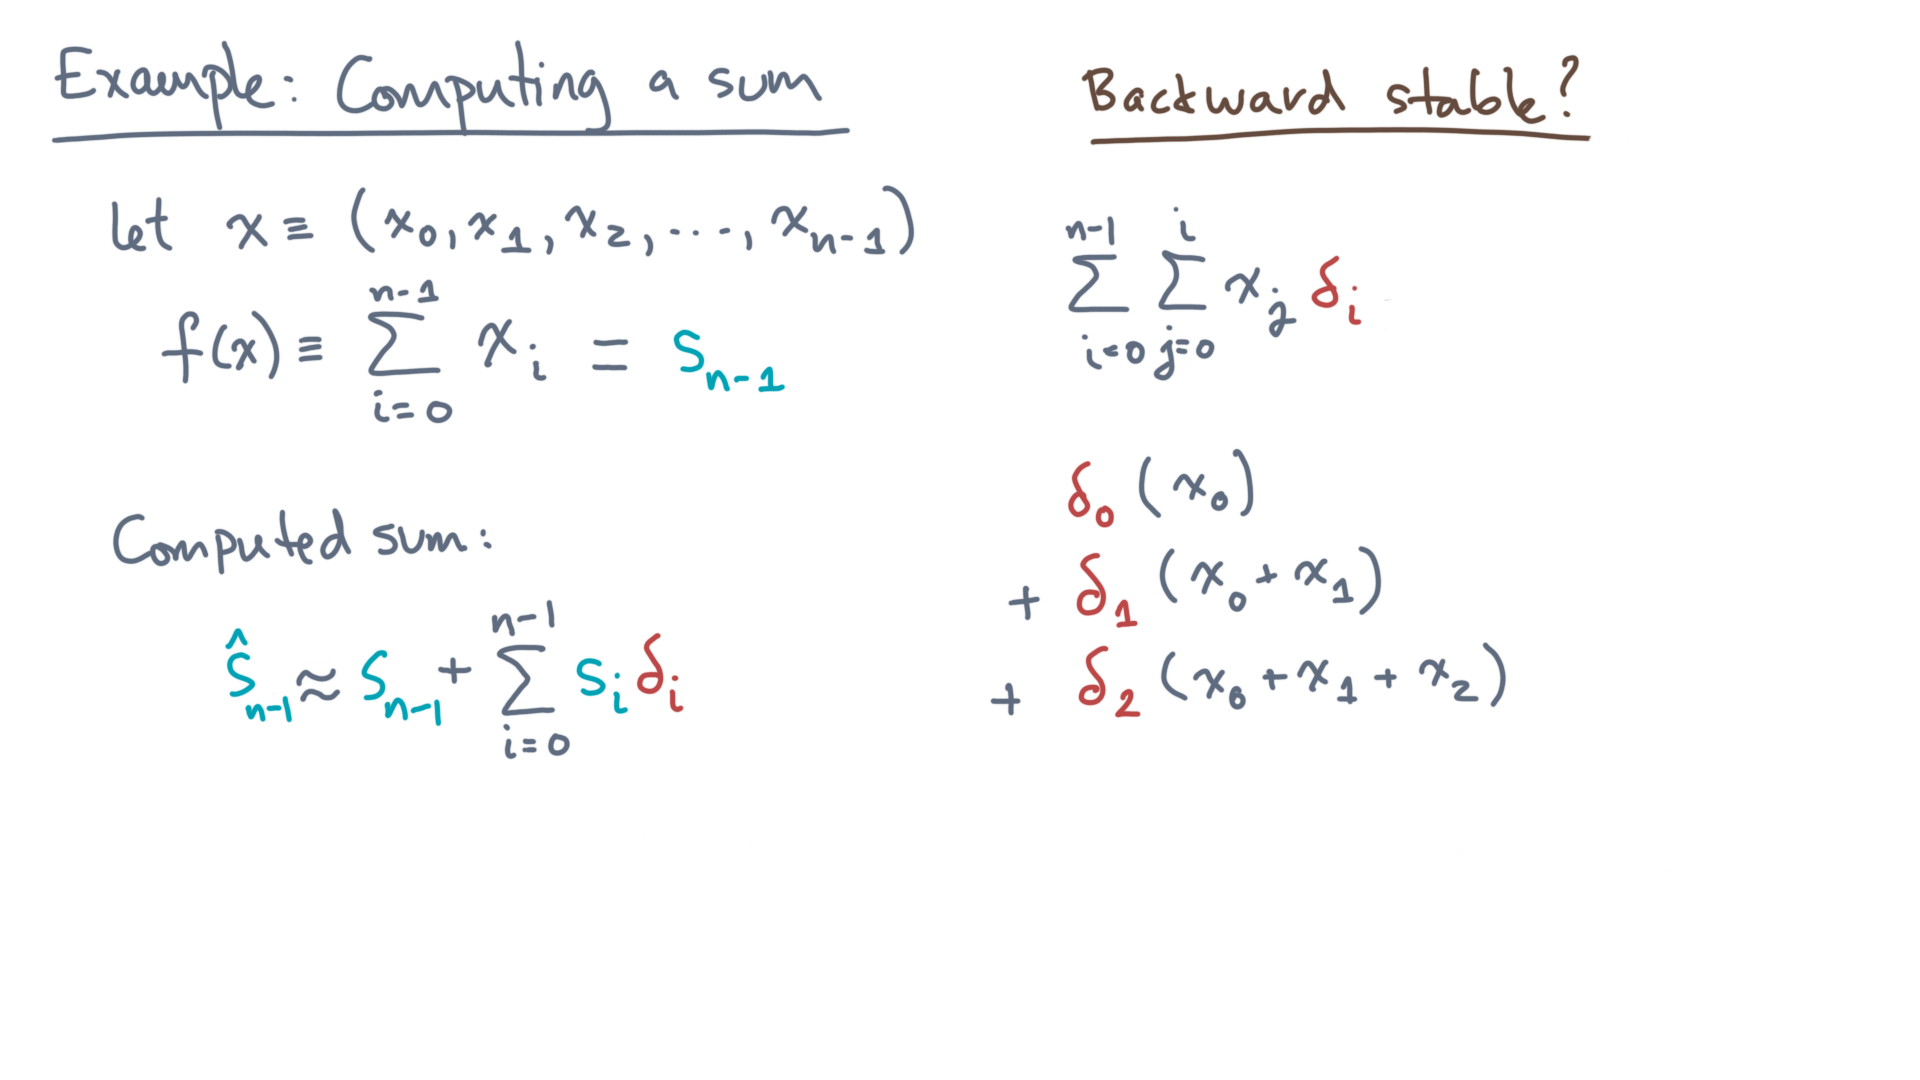 Example: Computing a sum
let x ≡ (x₀, x₁, x₂, ..., xₙ₋₁)
f(x) ≡ ∑_{i=0}^{n-1} xᵢ = sₙ₋₁
Computed sum:
ŝₙ₋₁ ≈ sₙ₋₁ + ∑_{i=0}^{n-1} sᵢ δᵢ
Backward stable?
∑_{i=0}^{n-1} ∑_{j=0}^{i} xⱼ δᵢ
δ₀ (x₀)
+ δ₁ (x₀ + x₁)
+ δ₂ (x₀ + x₁ + x₂)